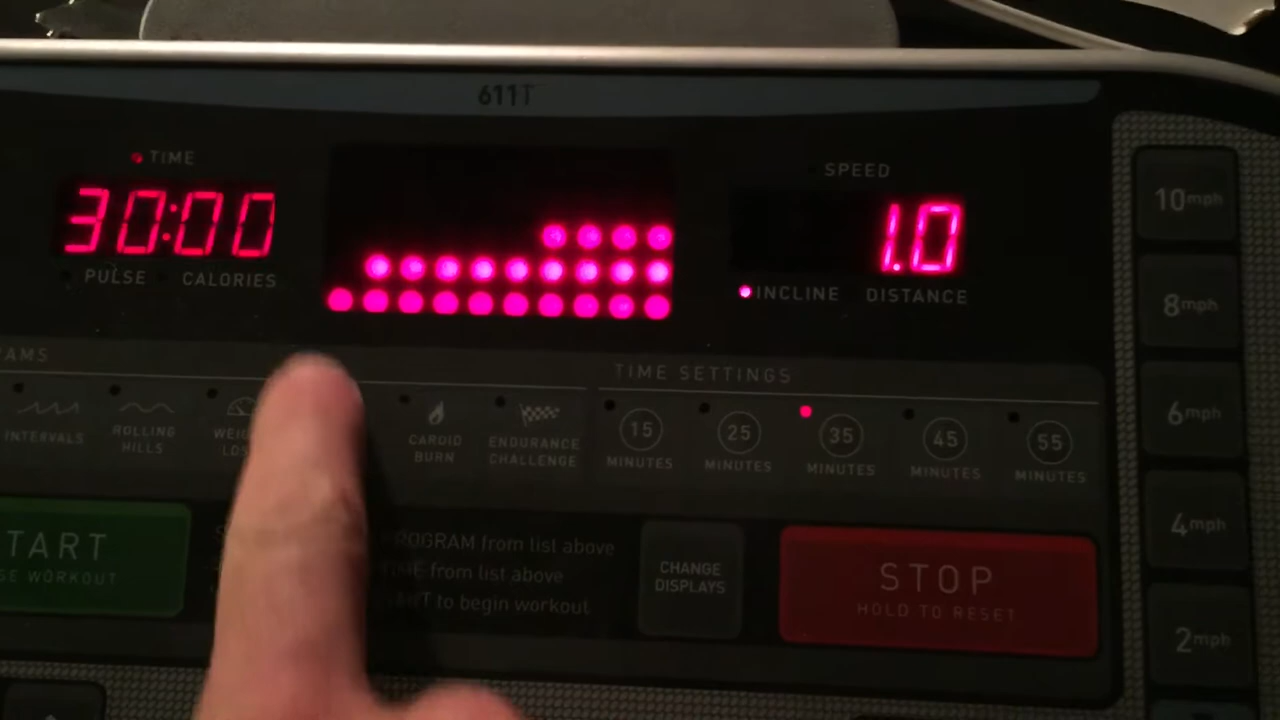 611T
TIME
30:00
PULSE CALORIES
SPEED
1.0
INCLINE DISTANCE
10mph
8mph
6mph
4mph
2mph
TIME SETTINGS
INTERVALS
ROLLING
HILLS
CARDIO
BURN
ENDURANCE
CHALLENGE
15
MINUTES
25
MINUTES
35
MINUTES
45
MINUTES
55
MINUTES
from list above
from list above
to begin workout
CHANGE
DISPLAYS
STOP
HOLD TO RESET
WORKOUT